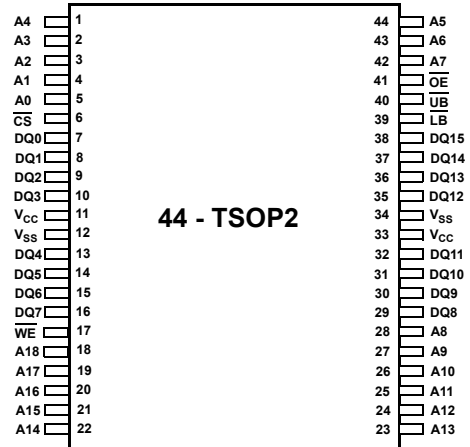 A4 1 44 A5
A3 2 43 A6
A2 3 42 A7
A1 4 41 OE
A0 5 40 UB
CS 6 39 LB
DQ0 7 38 DQ15
DQ1 8 37 DQ14
DQ2 9 36 DQ13
DQ3 10 35 DQ12
VCC 11 34 VSS
44 - TSOP2
VSS 12 33 VCC
DQ4 13 32 DQ11
DQ5 14 31 DQ10
DQ6 15 30 DQ9
DQ7 16 29 DQ8
WE 17 28 A8
A18 18 27 A9
A17 19 26 A10
A16 20 25 A11
A15 21 24 A12
A14 22 23 A13